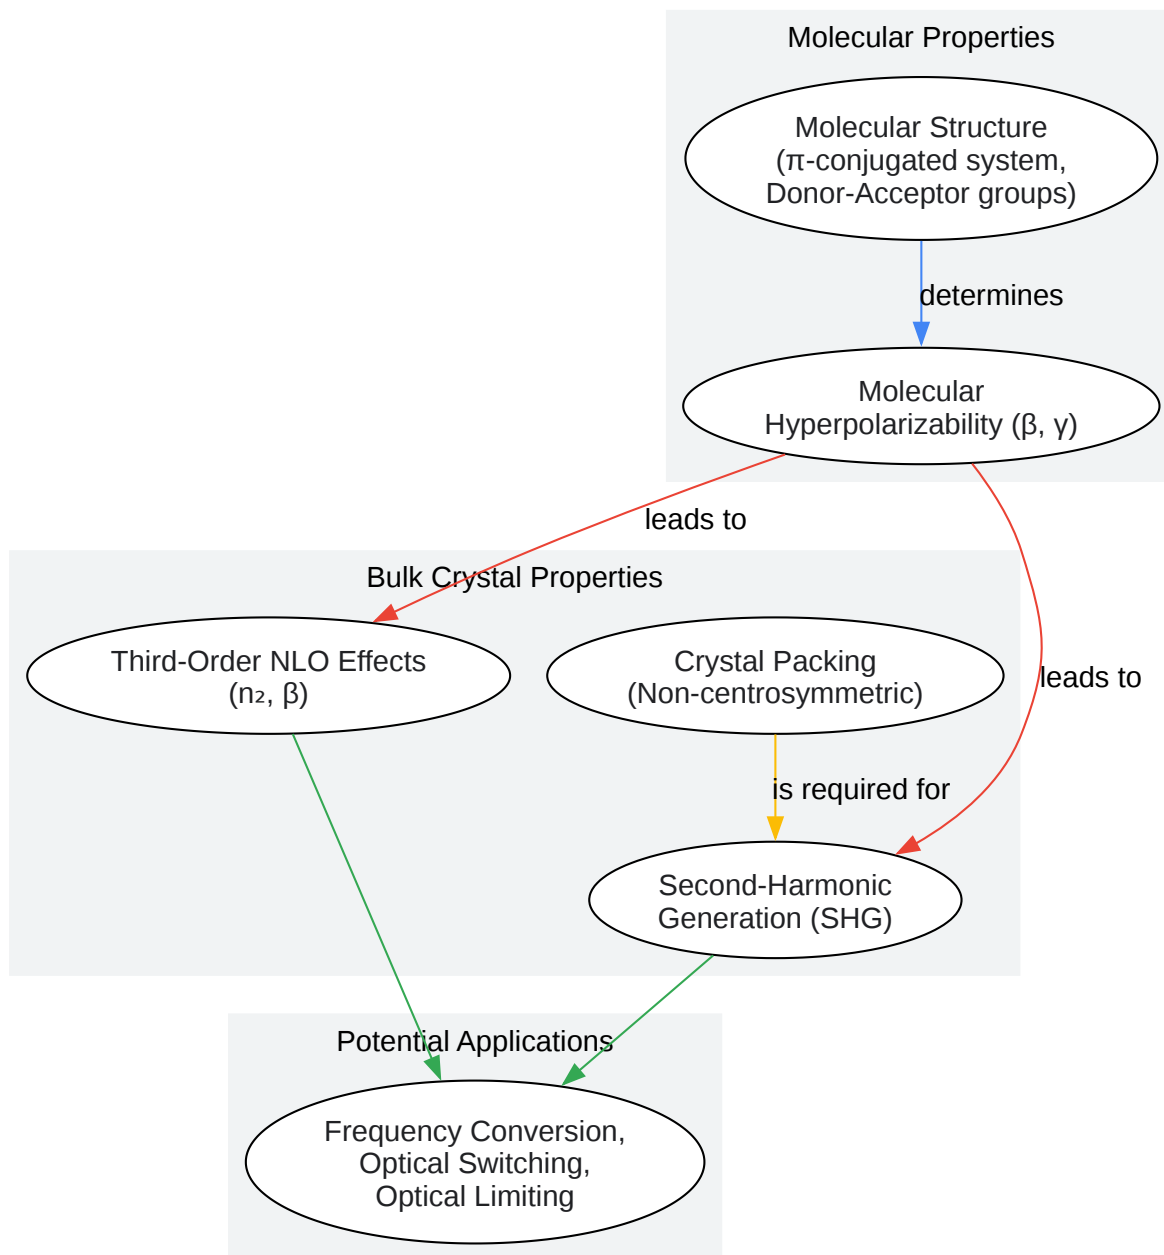 Molecular Properties
Molecular Structure
(π-conjugated system,
Donor-Acceptor groups)
determines
Molecular
Hyperpolarizability (β, γ)
leads to
Bulk Crystal Properties
Third-Order NLO Effects
(n₂, β)
Crystal Packing
(Non-centrosymmetric)
leads to
is required for
Second-Harmonic
Generation (SHG)
Potential Applications
Frequency Conversion,
Optical Switching,
Optical Limiting